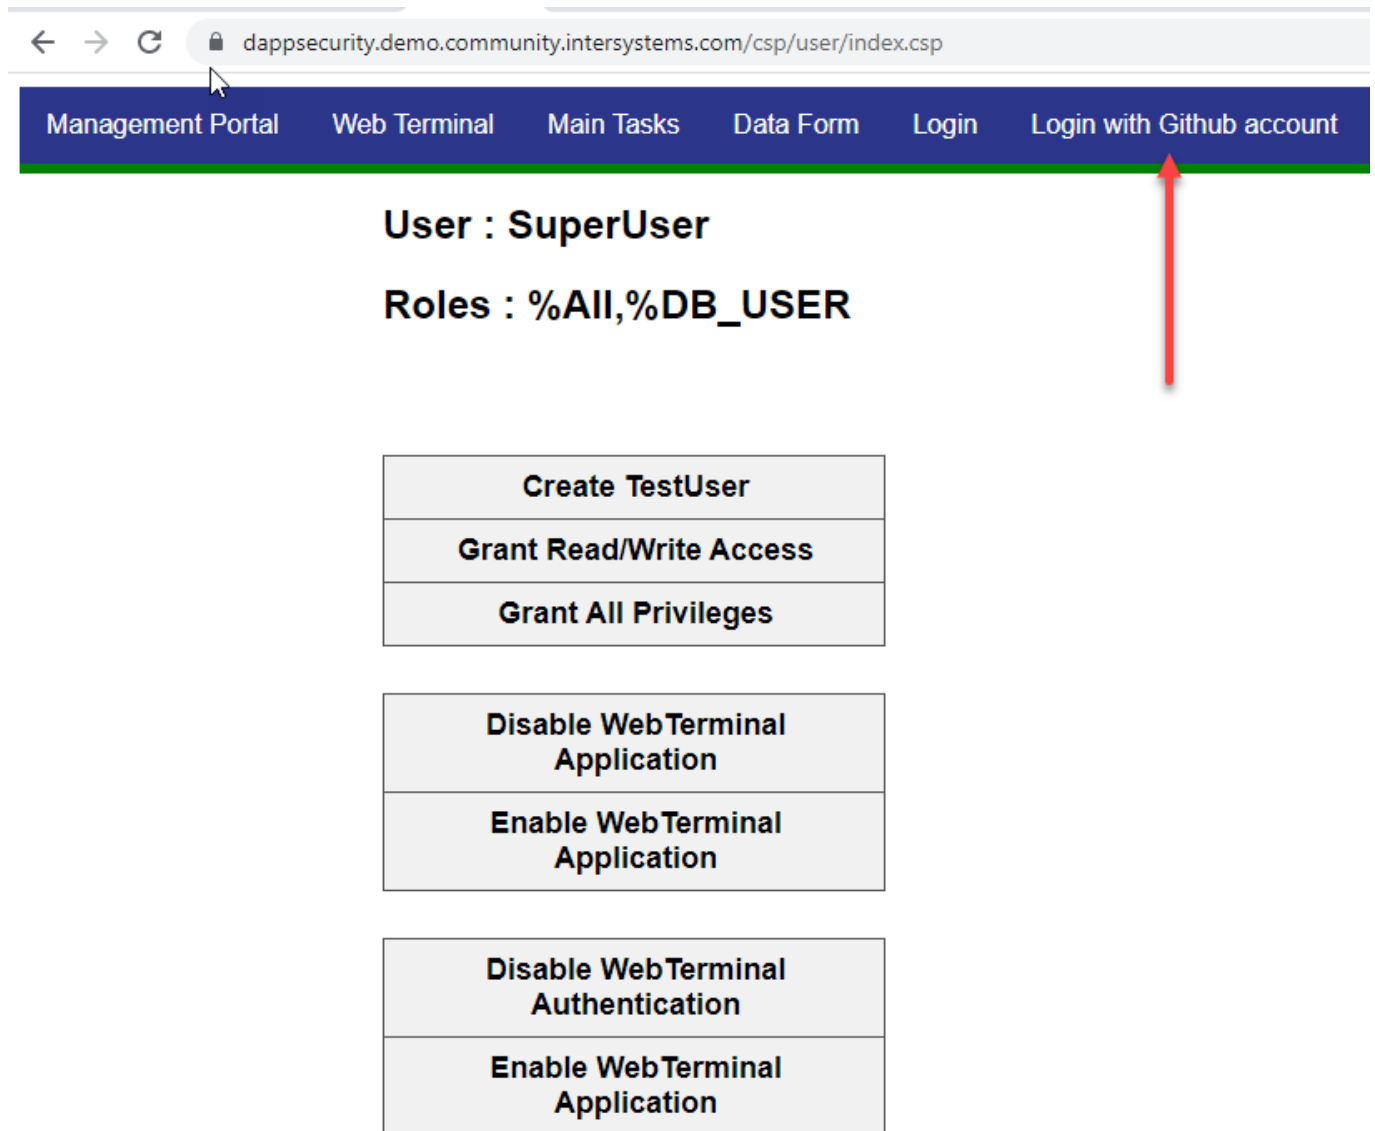 dappsecurity.demo.community.intersystems.com/csp/user/index.csp
Management Portal Web Terminal Main Tasks Data Form Login Login with Github account
User : SuperUser
Roles : %All,%DB_USER
Create TestUser
Grant Read/Write Access
Grant All Privileges
Disable WebTerminal
Application
Enable WebTerminal
Application
Disable WebTerminal
Authentication
Enable WebTerminal
Application